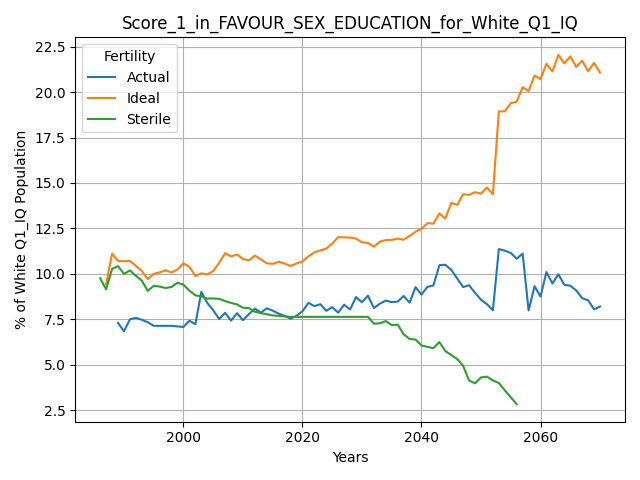 Score_1_in_FAVOUR_SEX_EDUCATION_for_White_Q1_IQ
Fertility
Actual
Ideal
Sterile
% of White Q1_IQ Population
22.5
20.0
17.5
15.0
12.5
10.0
7.5
5.0
2.5
2000
2020
2040
2060
Years